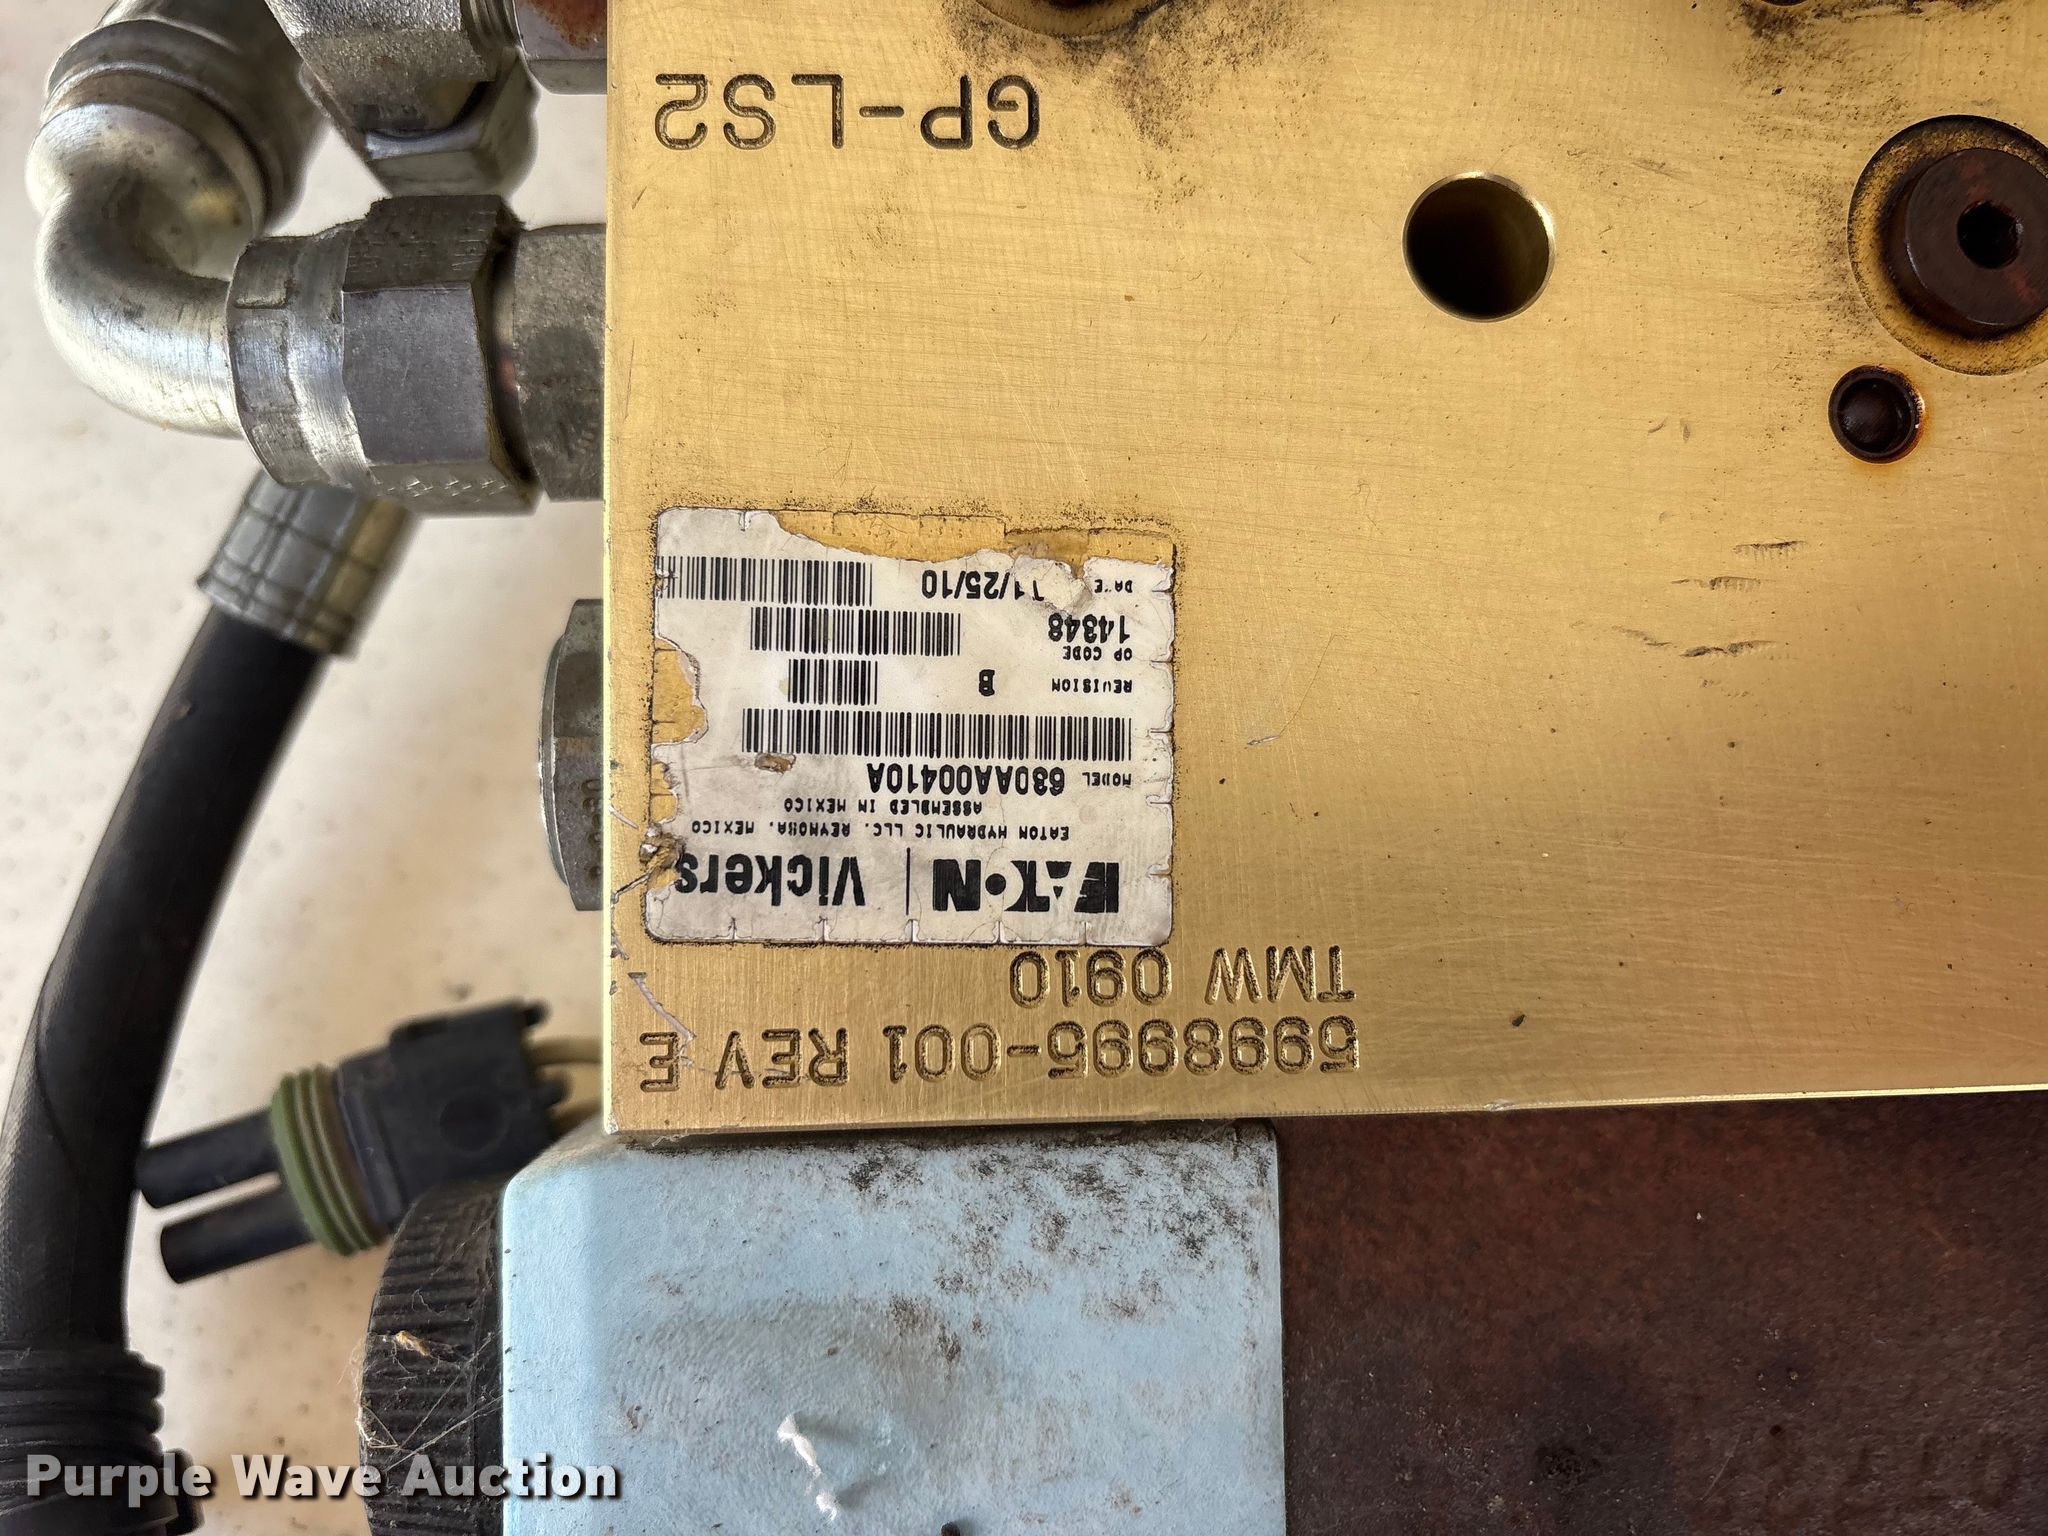 5998995-001 REV E
TMW 0910
EATON | Vickers
EATON HYDRAULIC LLC. REYNOSA, MEXICO
ASSEMBLED IN MEXICO
MODEL 630AA00410A
REVISION B
OP CODE
14348
DATE 11/25/10
GP-LS2
Purple Wave Auction